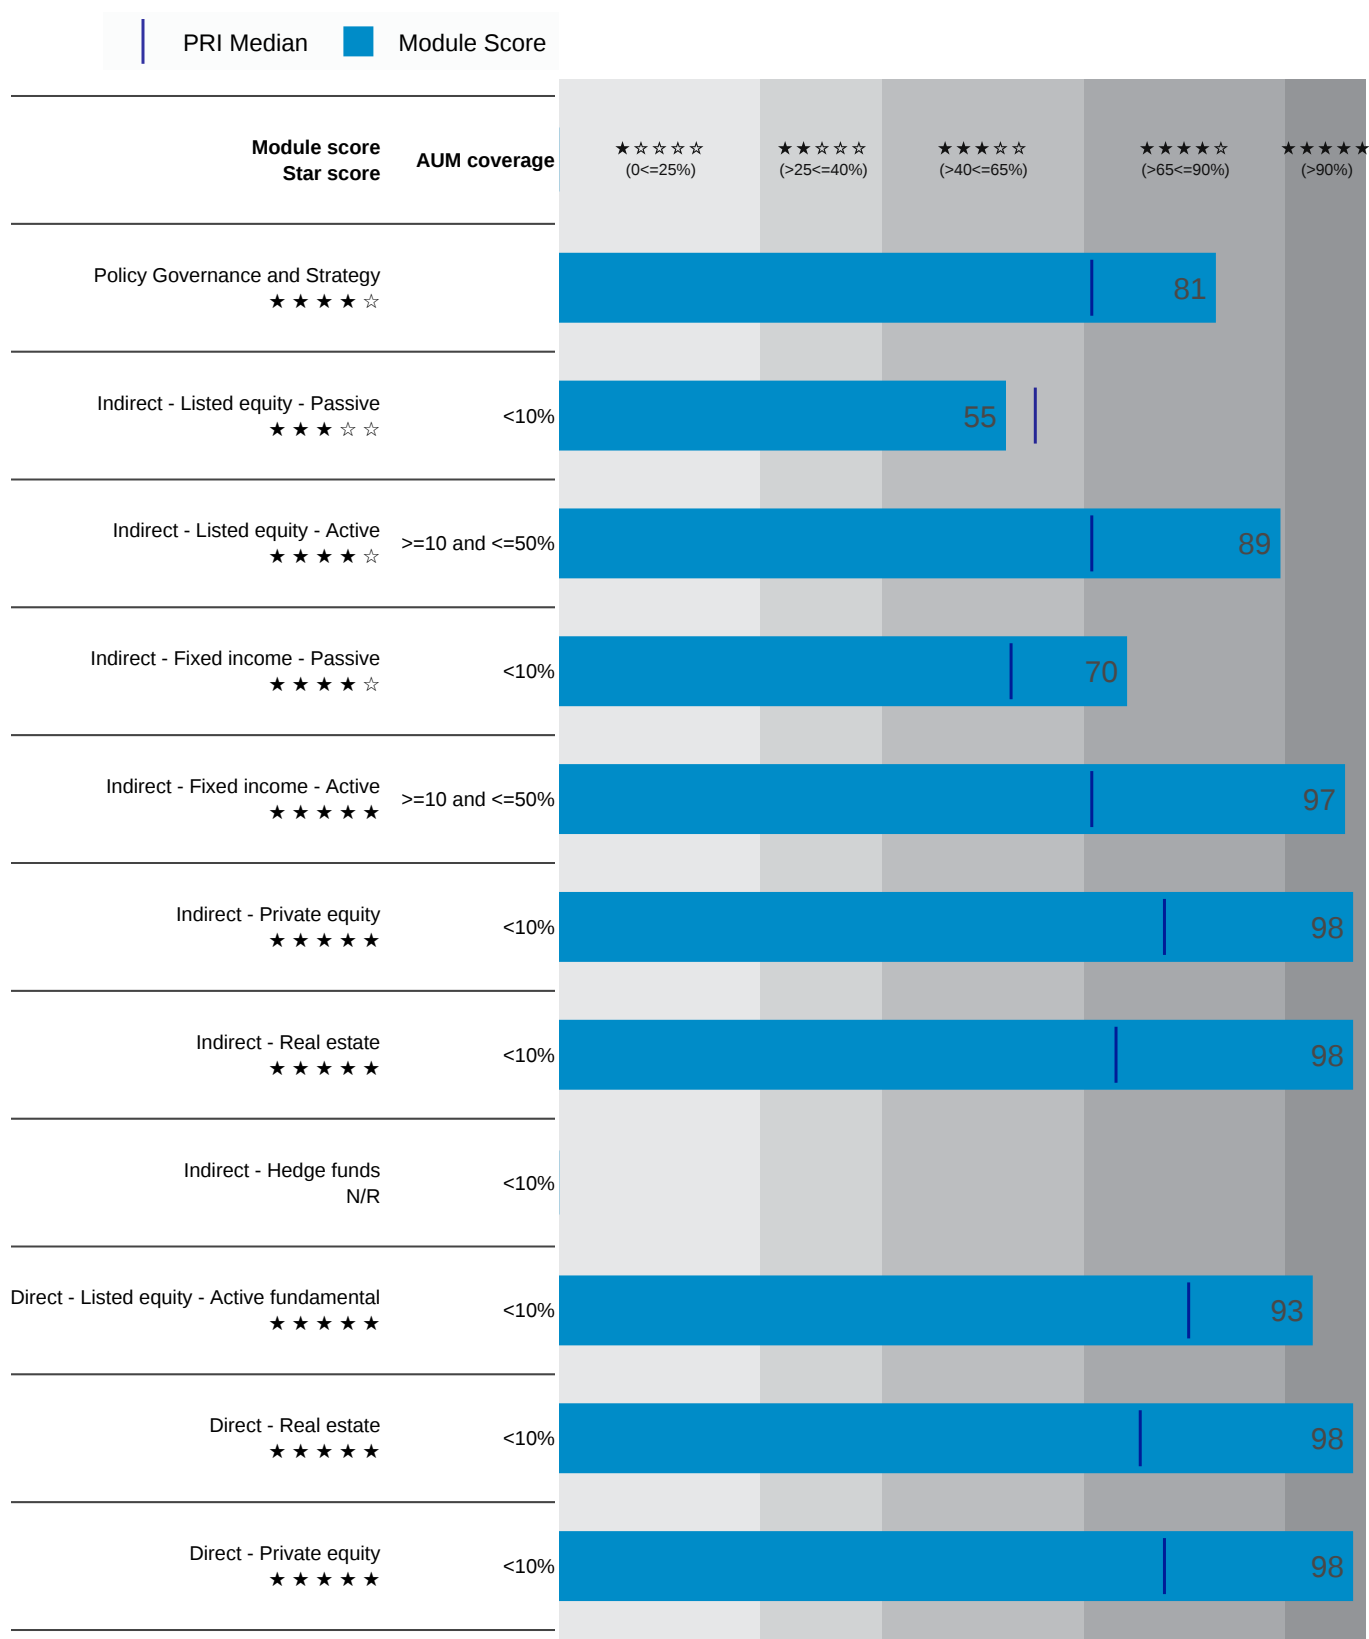 PRI Median
Module Score
Module score
Star score
AUM coverage
★☆☆☆☆
(0<=25%)
★★☆☆☆
(>25<=40%)
★★★☆☆
(>40<=65%)
★★★★☆
(>65<=90%)
★★★★★
(>90%)
Policy Governance and Strategy
★★★★☆
81
Indirect - Listed equity - Passive
★★★☆☆
<10%
55
Indirect - Listed equity - Active
★★★★☆
>=10 and <=50%
89
Indirect - Fixed income - Passive
★★★★☆
<10%
70
Indirect - Fixed income - Active
★★★★★
>=10 and <=50%
97
Indirect - Private equity
★★★★★
<10%
98
Indirect - Real estate
★★★★★
<10%
98
Indirect - Hedge funds
N/R
<10%
Direct - Listed equity - Active fundamental
★★★★★
<10%
93
Direct - Real estate
★★★★★
<10%
98
Direct - Private equity
★★★★★
<10%
98